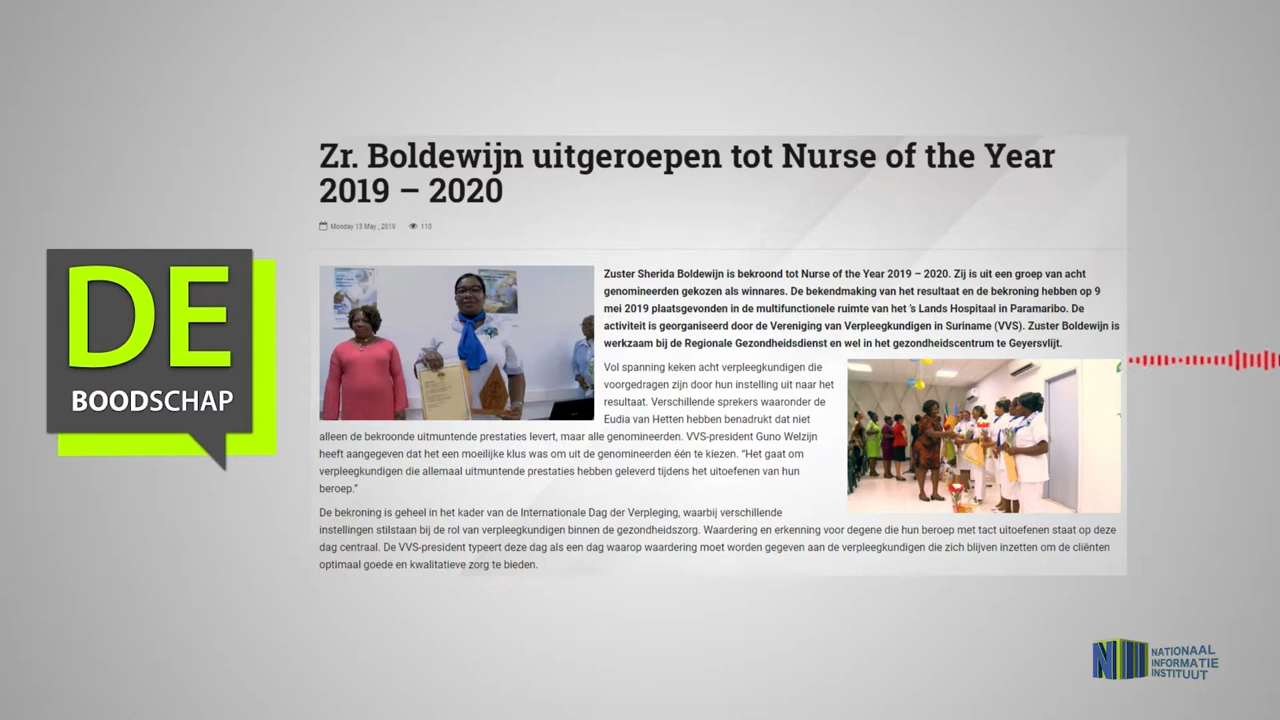 Zr. Boldewijn uitgeroepen tot Nurse of the Year
2019 – 2020
Monday 13 May , 2019 110
DE
BOODSCHAP
Zuster Sherida Boldewijn is bekroond tot Nurse of the Year 2019 – 2020. Zij is uit een groep van acht
genomineerden gekozen als winnares. De bekendmaking van het resultaat en de bekroning hebben op 9
mei 2019 plaatsgevonden in de multifunctionele ruimte van het 's Lands Hospitaal in Paramaribo. De
activiteit is georganiseerd door de Vereniging van Verpleegkundigen in Suriname (VVS). Zuster Boldewijn is
werkzaam bij de Regionale Gezondheidsdienst en wel in het gezondheidscentrum te Geyersvlijt.
Vol spanning keken acht verpleegkundigen die
voorgedragen zijn door hun instelling uit naar het
resultaat. Verschillende sprekers waaronder de
Eudia van Hetten hebben benadrukt dat niet
alleen de bekroonde uitmuntende prestaties levert, maar alle genomineerden. VVS-president Guno Welzijn
heeft aangegeven dat het een moeilijke klus was om uit de genomineerden één te kiezen. “Het gaat om
verpleegkundigen die allemaal uitmuntende prestaties hebben geleverd tijdens het uitoefenen van hun
beroep.”
De bekroning is geheel in het kader van de Internationale Dag der Verpleging, waarbij verschillende
instellingen stilstaan bij de rol van verpleegkundigen binnen de gezondheidszorg. Waardering en erkenning voor degene die hun beroep met tact uitoefenen staat op deze
dag centraal. De VVS-president typeert deze dag als een dag waarop waardering moet worden gegeven aan de verpleegkundigen die zich blijven inzetten om de cliënten
optimaal goede en kwalitatieve zorg te bieden.
NII NATIONAAL
INFORMATIE
INSTITUUT